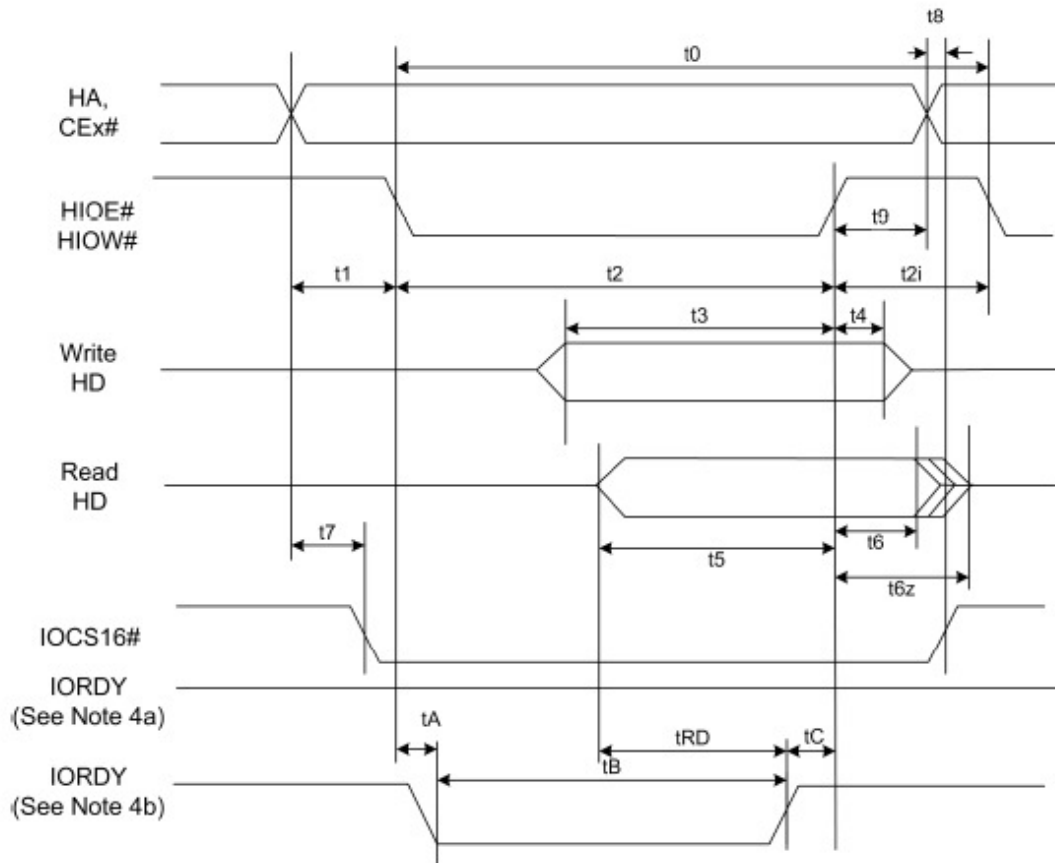 t8
t0
HA,
CEx#
HIOE#
HIOW#
t9
t1
t2
t2i
t3
t4
Write
HD
Read
HD
t7
t6
t5
t6z
IOCS16#
IORDY
(See Note 4a)
tA
tRD
tC
tB
IORDY
(See Note 4b)